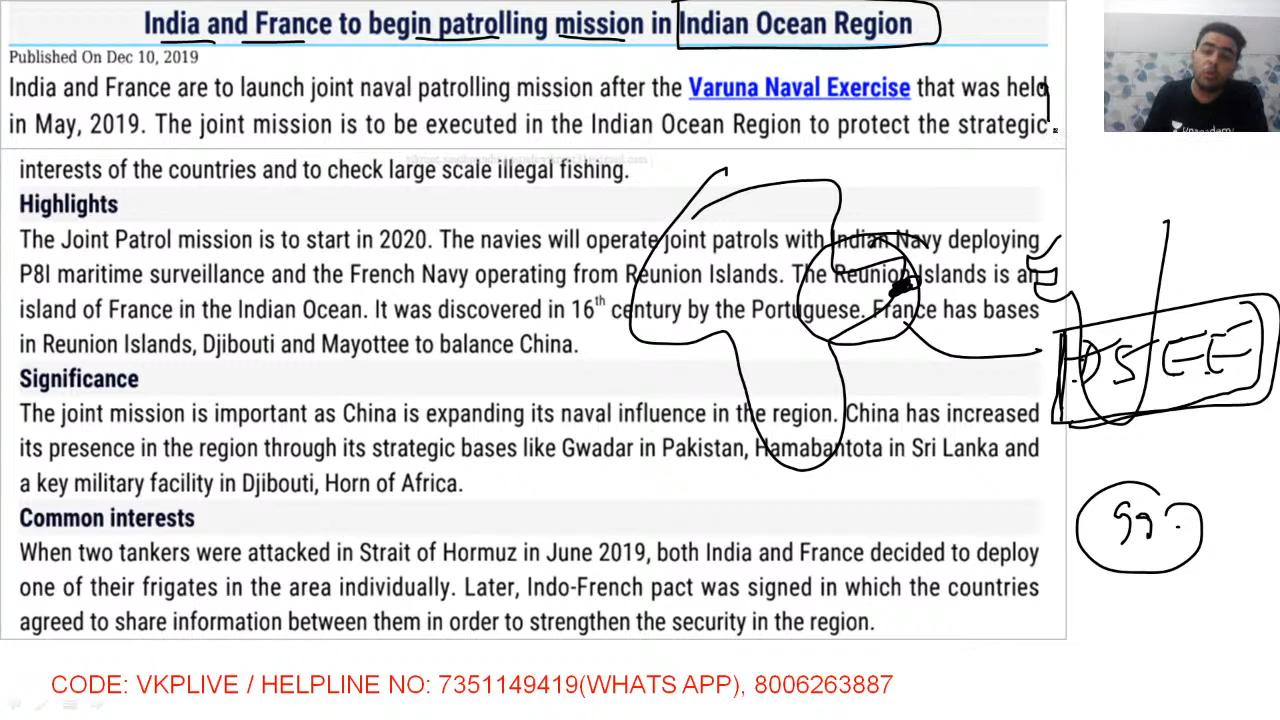 India and France to begin patrolling mission in Indian Ocean Region
Published On Dec 10, 2019
India and France are to launch joint naval patrolling mission after the Varuna Naval Exercise that was held
in May, 2019. The joint mission is to be executed in the Indian Ocean Region to protect the strategic
interests of the countries and to check large scale illegal fishing.
Highlights
The Joint Patrol mission is to start in 2020. The navies will operate joint patrols with Indian Navy deploying
P8I maritime surveillance and the French Navy operating from Reunion Islands. The Reunion Islands is an
island of France in the Indian Ocean. It was discovered in 16th century by the Portuguese. France has bases
in Reunion Islands, Djibouti and Mayottee to balance China.
Significance
The joint mission is important as China is expanding its naval influence in the region. China has increased
its presence in the region through its strategic bases like Gwadar in Pakistan, Hamabantota in Sri Lanka and
a key military facility in Djibouti, Horn of Africa.
Common interests
When two tankers were attacked in Strait of Hormuz in June 2019, both India and France decided to deploy
one of their frigates in the area individually. Later, Indo-French pact was signed in which the countries
agreed to share information between them in order to strengthen the security in the region.
CODE: VKPLIVE / HELPLINE NO: 7351149419(WHATS APP), 8006263887